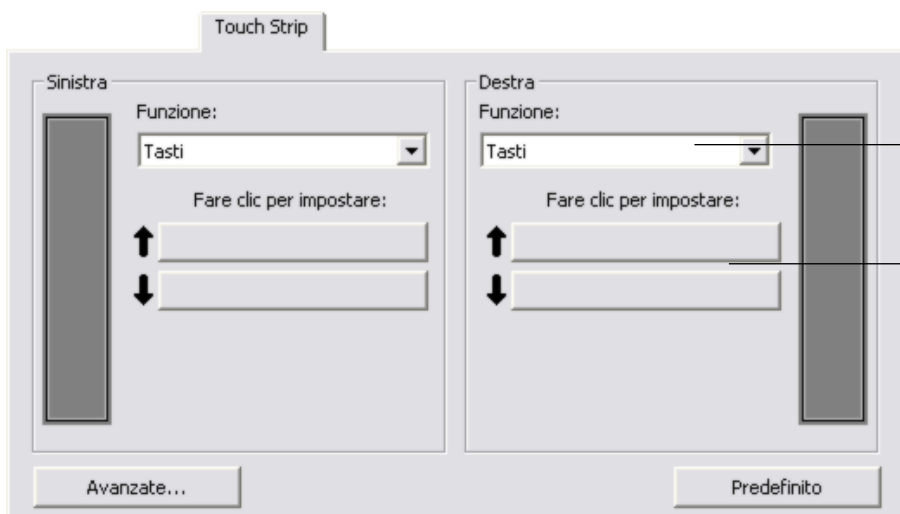 Touch Strip
Sinistra
Funzione:
Tasti
Fare clic per impostare:
Destra
Funzione:
Tasti
Fare clic per impostare:
Avanzate...
Predefinito